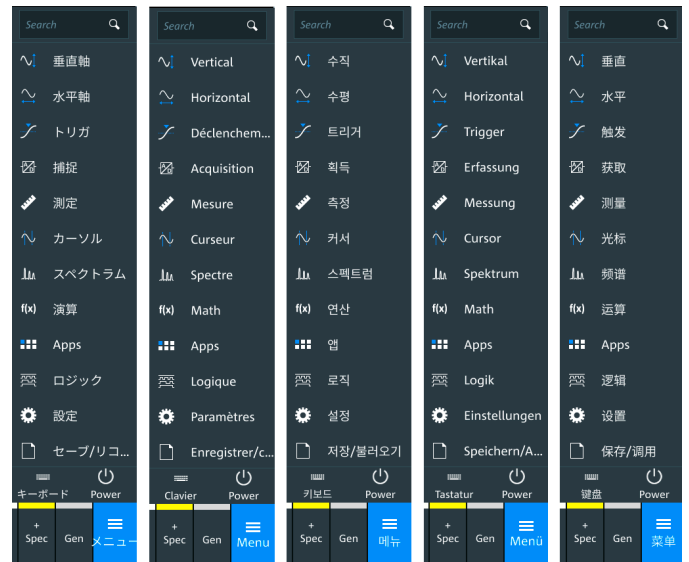 Search
垂直軸
水平軸
トリガ
捕捉
測定
カーソル
スペクトラム
f(x) 演算
Apps
ロジック
設定
セーブ/リコ...
キーボード Power
+
Spec Gen メニュー
Search
Vertical
Horizontal
Déclenchem...
Acquisition
Mesure
Curseur
Spectre
f(x) Math
Apps
Logique
Paramètres
Enregistrer/c...
Clavier Power
+
Spec Gen Menu
Search
수직
수평
트리거
획득
측정
커서
스펙트럼
f(x) 연산
앱
로직
설정
저장/불러오기
키보드 Power
+
Spec Gen 메뉴
Search
Vertikal
Horizontal
Trigger
Erfassung
Messung
Cursor
Spektrum
f(x) Math
Apps
Logik
Einstellungen
Speichern/A...
Tastatur Power
+
Spec Gen Menü
Search
垂直
水平
触发
获取
测量
光标
频谱
f(x) 运算
Apps
逻辑
设置
保存/调用
键盘 Power
+
Spec Gen 菜单